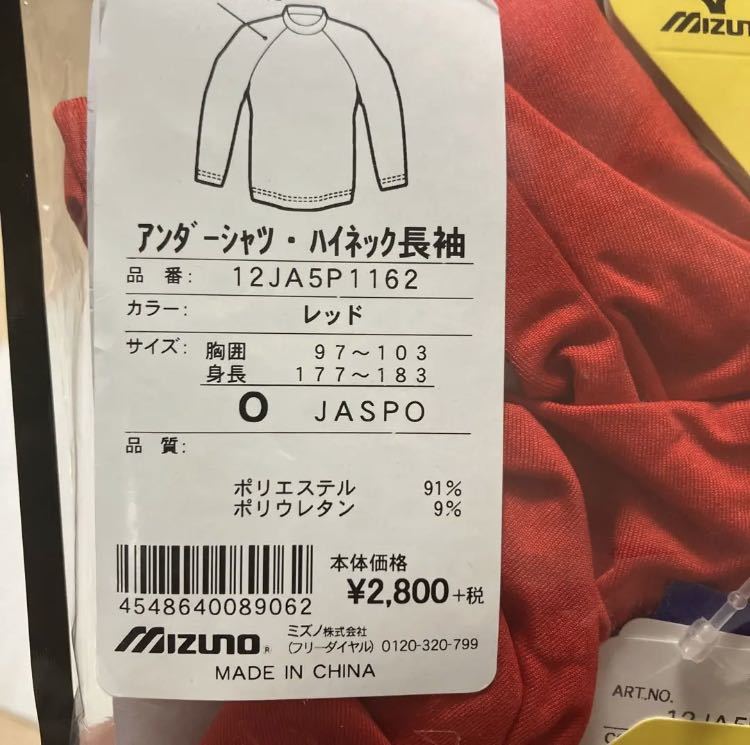 アンダーシャツ・ハイネック長袖
品 番: 12JA5P1162
カラー: レッド
サイズ: 胸囲 97～103
身長 177～183
O JASPO
品 質:
ポリエステル 91%
ポリウレタン 9%
本体価格
¥2,800+税
4548640089062
MIZUNO® ミズノ株式会社
(フリーダイヤル) 0120-320-799
MADE IN CHINA
MIZUN
ART.NO.